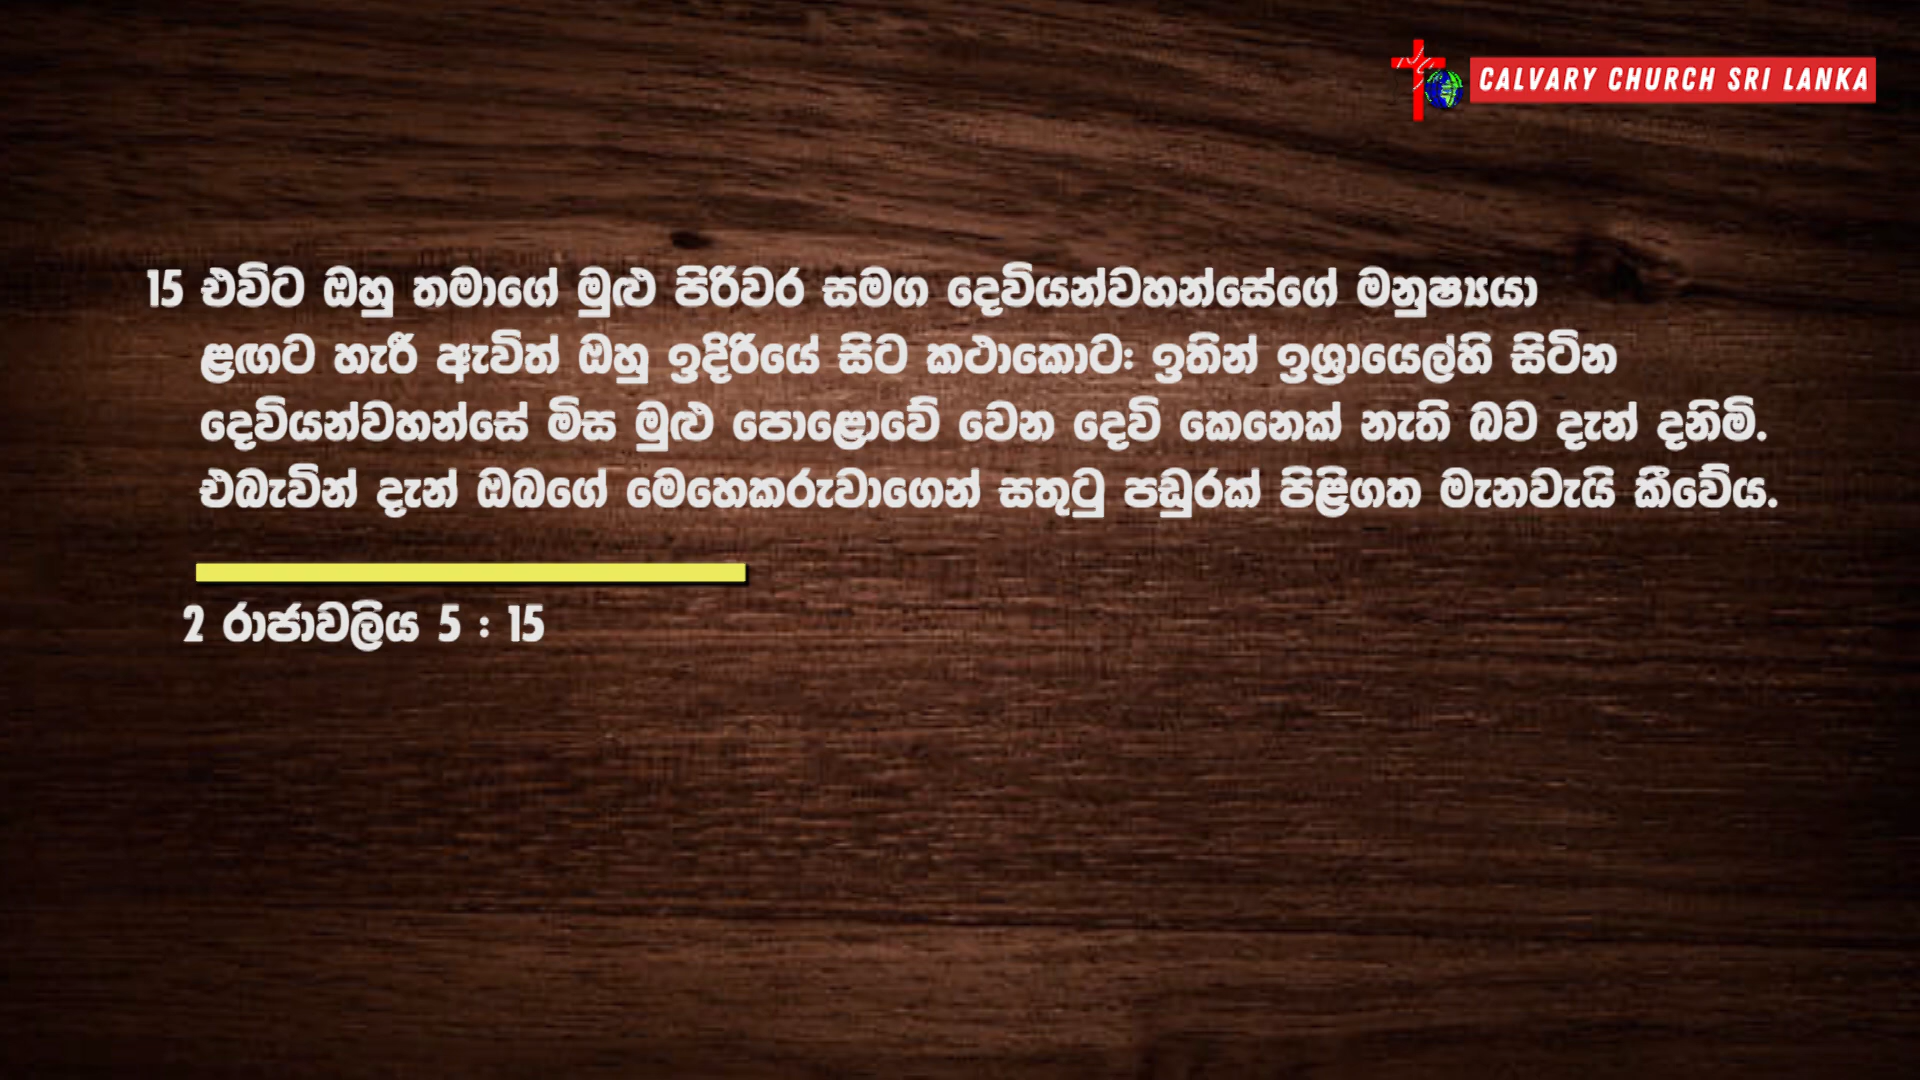 CALVARY CHURCH SRI LANKA
15 එවිට ඔහු තමාගේ මුළු පිරිවර සමග දෙවියන්වහන්සේගේ මනුෂ්‍යයා
ළඟට හැරී ඇවිත් ඔහු ඉදිරියේ සිට කථාකොට: ඉතින් ඉශ්‍රායෙල්හි සිටින
දෙවියන්වහන්සේ මිස මුළු පොළොවේ වෙන දෙවි කෙනෙක් නැති බව දැන් දනිමි.
එබැවින් දැන් ඔබගේ මෙහෙකරුවාගෙන් සතුටු පඬුරක් පිළිගත මැනවැයි කීවේය.
2 රාජාවලිය 5 : 15